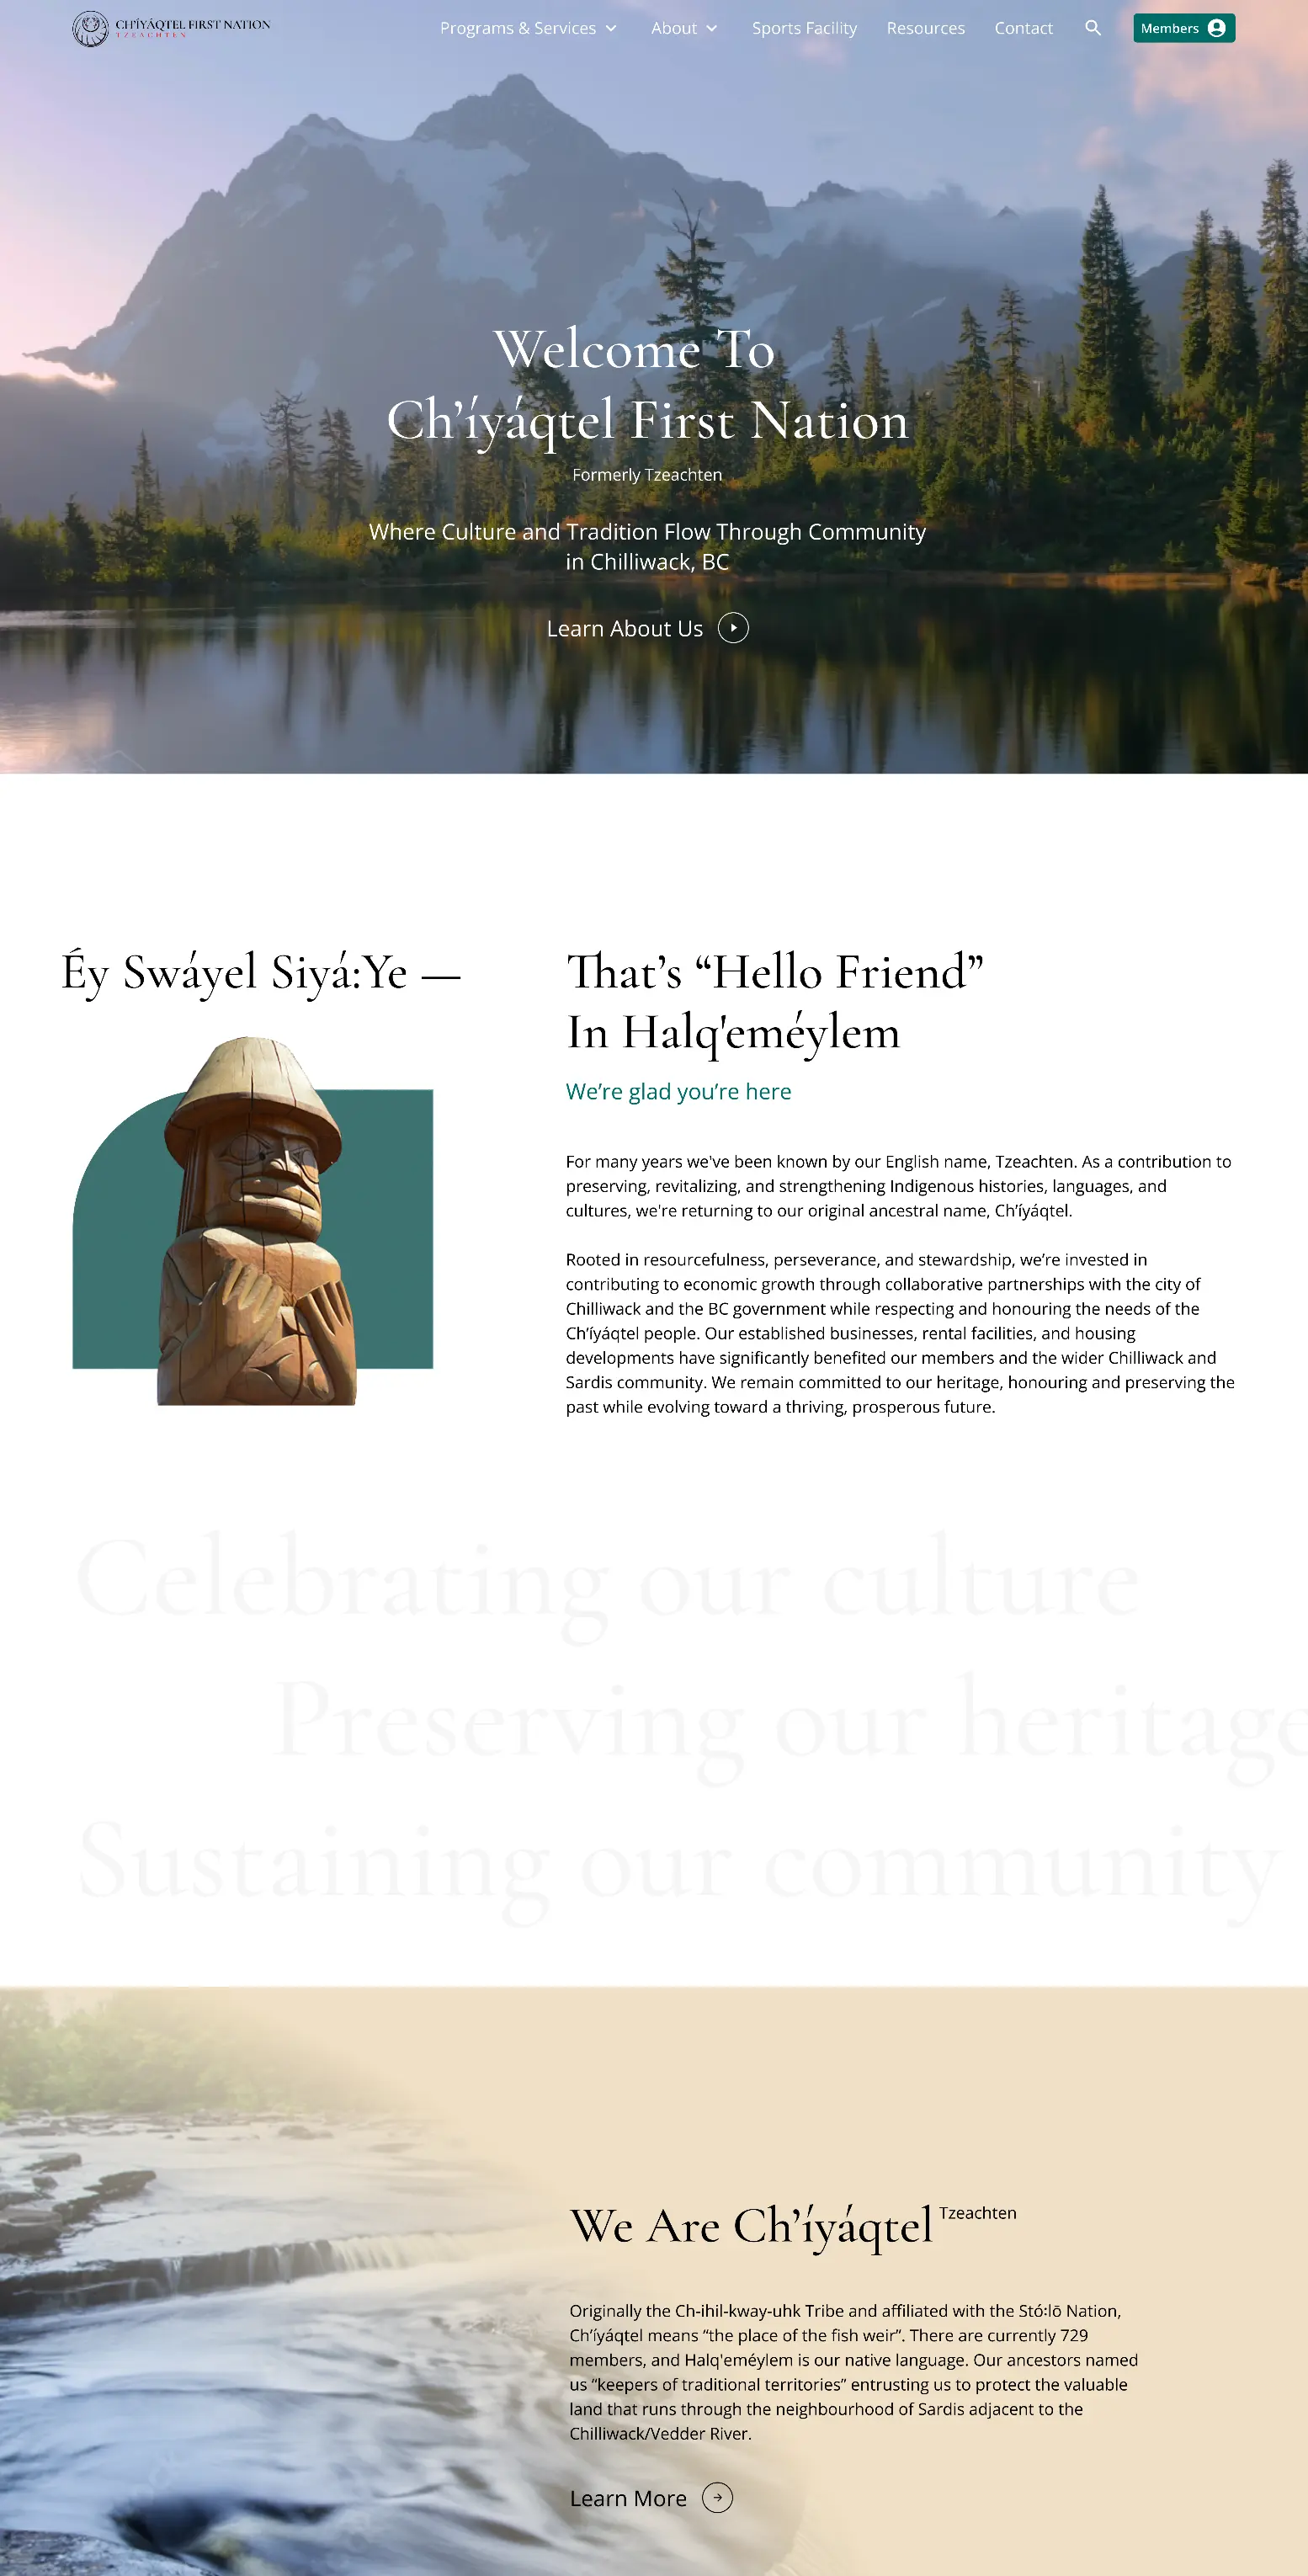 CH'ÍYÁQTEL FIRST NATION
TZEACHTEN
Programs & Services
About
Sports Facility
Resources
Contact
Members
Welcome To
Ch’íyáqtel First Nation
Formerly Tzeachten
Where Culture and Tradition Flow Through Community
in Chilliwack, BC
Learn About Us
Éy Swáyel Siyá:Ye —
That’s “Hello Friend”
In Halq'eméylem
We’re glad you’re here
For many years we've been known by our English name, Tzeachten. As a contribution to
preserving, revitalizing, and strengthening Indigenous histories, languages, and
cultures, we're returning to our original ancestral name, Ch’íyáqtel.
Rooted in resourcefulness, perseverance, and stewardship, we’re invested in
contributing to economic growth through collaborative partnerships with the city of
Chilliwack and the BC government while respecting and honouring the needs of the
Ch’íyáqtel people. Our established businesses, rental facilities, and housing
developments have significantly benefited our members and the wider Chilliwack and
Sardis community. We remain committed to our heritage, honouring and preserving the
past while evolving toward a thriving, prosperous future.
Celebrating our culture
Preserving our heritage
Sustaining our community
We Are Ch’íyáqtel Tzeachten
Originally the Ch-ihil-kway-uhk Tribe and affiliated with the Stó:lō Nation,
Ch’íyáqtel means “the place of the fish weir”. There are currently 729
members, and Halq'eméylem is our native language. Our ancestors named
us “keepers of traditional territories” entrusting us to protect the valuable
land that runs through the neighbourhood of Sardis adjacent to the
Chilliwack/Vedder River.
Learn More